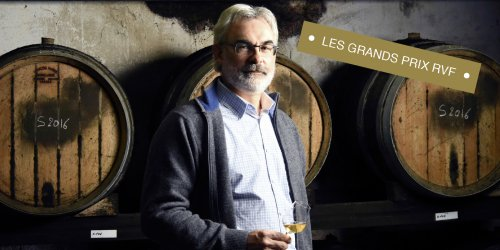 • LES GRANDS PRIX RVF •
S2016
S2016